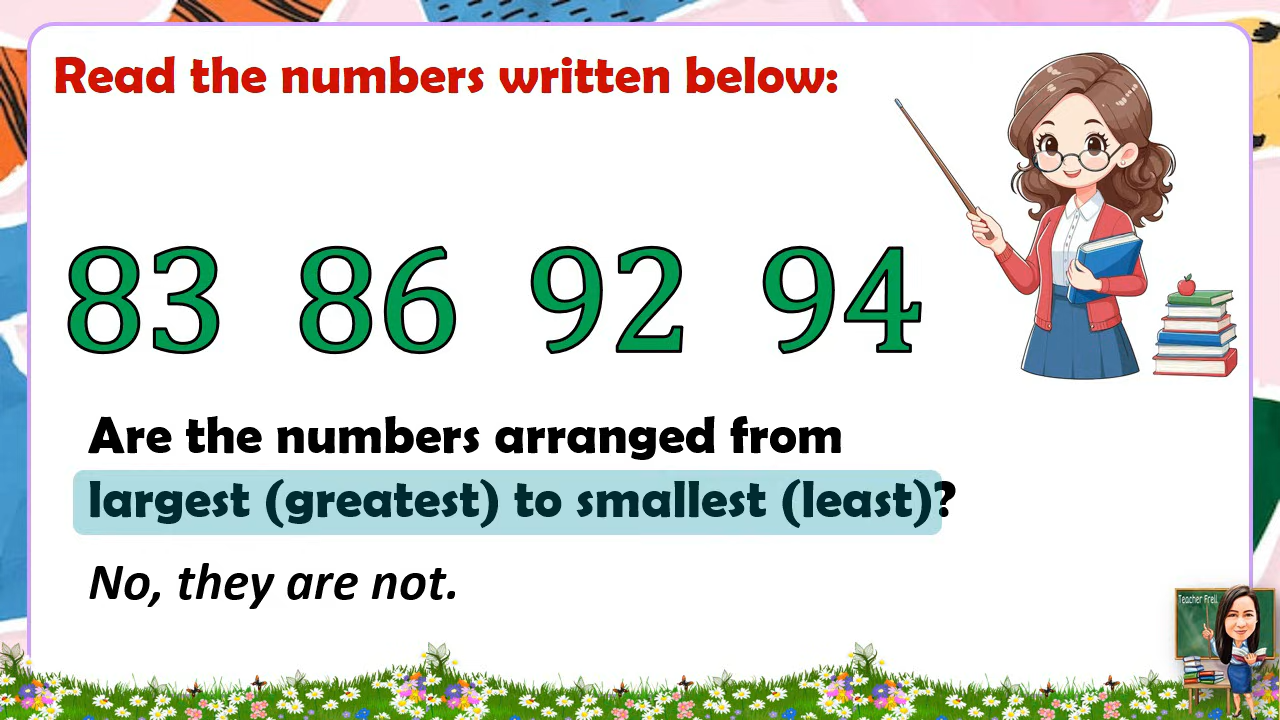 Read the numbers written below:
83 86 92 94
Are the numbers arranged from
largest (greatest) to smallest (least)?
No, they are not.
Teacher Frell